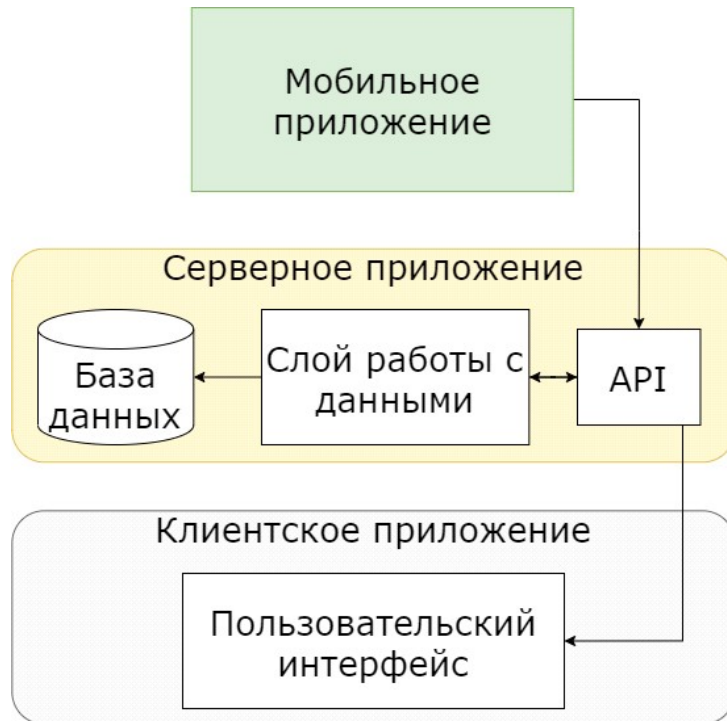 Мобильное
приложение
Серверное приложение
База
данных
Слой работы с
данными
API
Клиентское приложение
Пользовательский
интерфейс